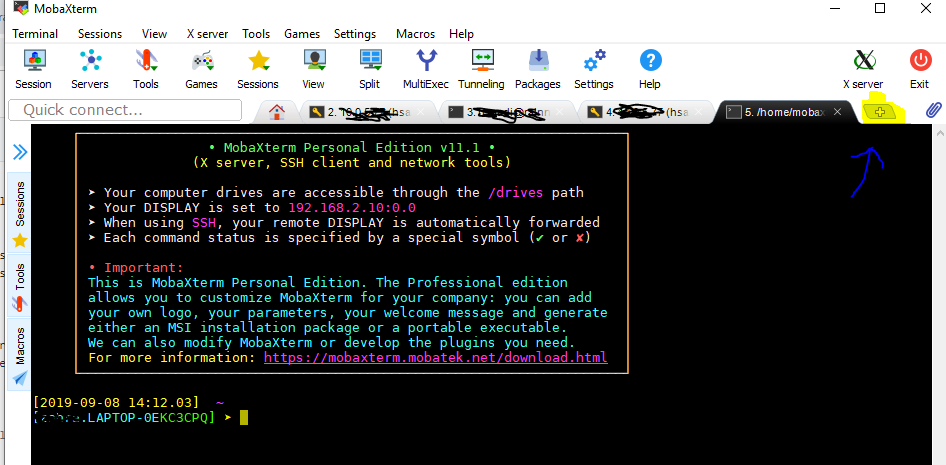 MobaXterm
Terminal Sessions View X server Tools Games Settings Macros Help
Session Servers Tools Games Sessions View Split MultiExec Tunneling Packages Settings Help X server Exit
Quick connect... 2. 3. 4. 5. /home/mobax
• MobaXterm Personal Edition v11.1 •
(X server, SSH client and network tools)
➤ Your computer drives are accessible through the /drives path
➤ Your DISPLAY is set to 192.168.2.10:0.0
➤ When using SSH, your remote DISPLAY is automatically forwarded
➤ Each command status is specified by a special symbol (✔ or ✘)
• Important:
This is MobaXterm Personal Edition. The Professional edition
allows you to customize MobaXterm for your company: you can add
your own logo, your parameters, your welcome message and generate
either an MSI installation package or a portable executable.
We can also modify MobaXterm or develop the plugins you need.
For more information: https://mobaxterm.mobatek.net/download.html
[2019-09-08 14:12.03] ~
.LAPTOP-0EKC3CPQ] ➤
Sessions
Tools
Macros